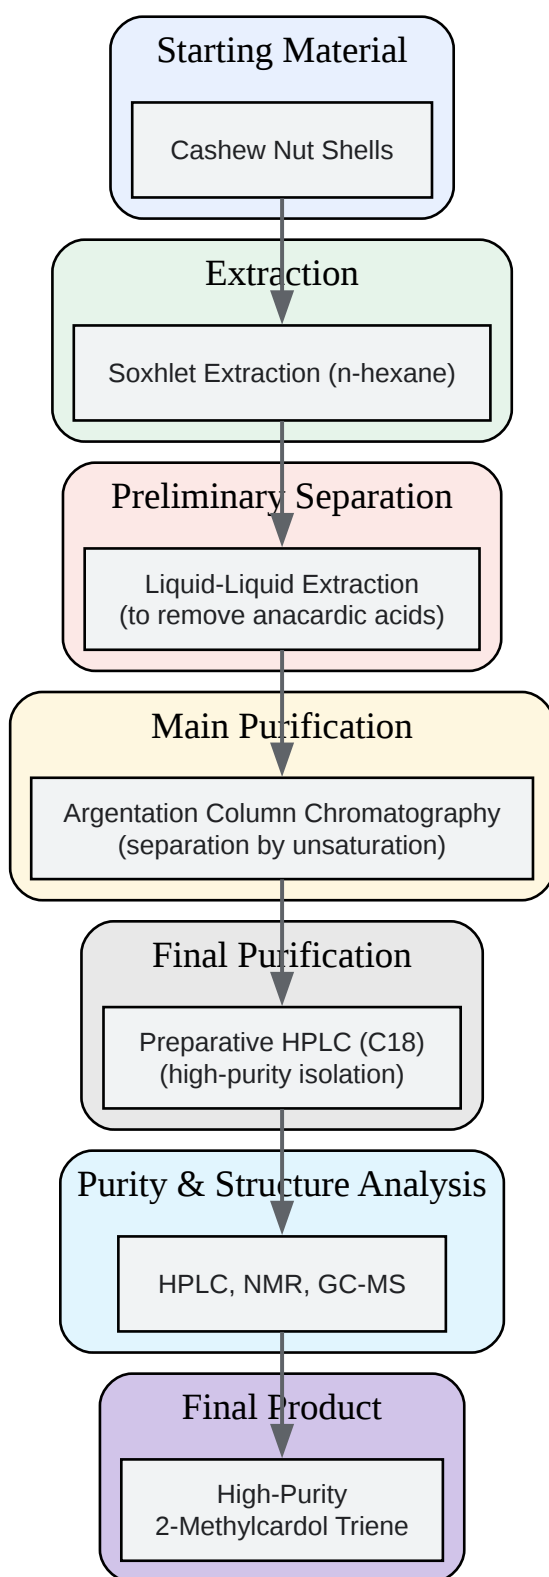 Starting Material
Cashew Nut Shells
Extraction
Soxhlet Extraction (n-hexane)
Preliminary Separation
Liquid-Liquid Extraction
(to remove anacardic acids)
Main Purification
Argentation Column Chromatography
(separation by unsaturation)
Final Purification
Preparative HPLC (C18)
(high-purity isolation)
Purity & Structure Analysis
HPLC, NMR, GC-MS
Final Product
High-Purity
2-Methylcardol Triene